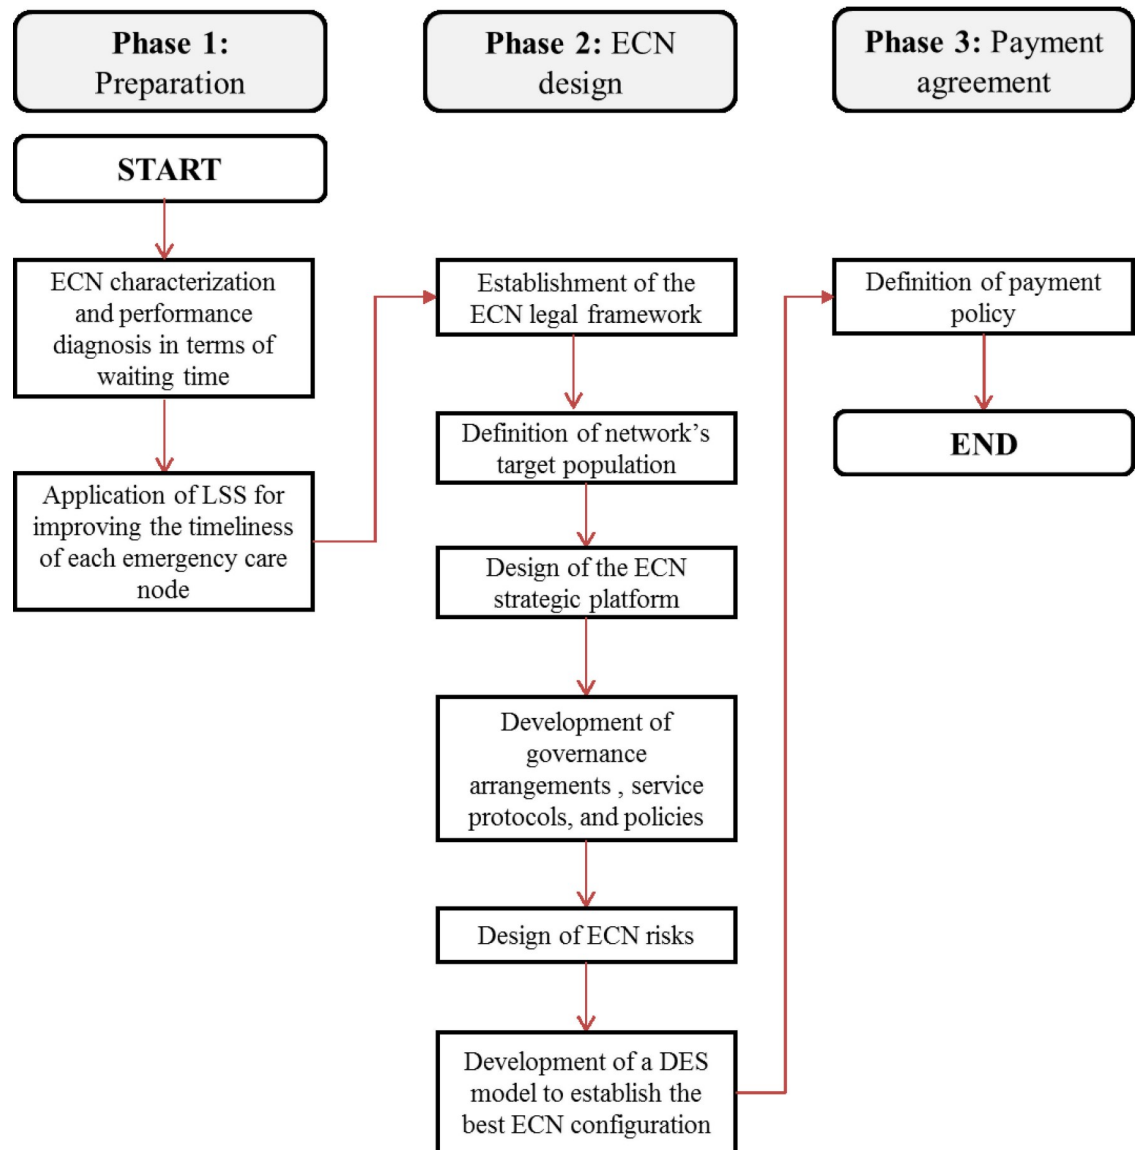 Phase 1:
Preparation
START
ECN characterization
and performance
diagnosis in terms of
waiting time
Application of LSS for
improving the timeliness
of each emergency care
node
Phase 2: ECN
design
Establishment of the
ECN legal framework
Definition of network's
target population
Design of the ECN
strategic platform
Development of
governance
arrangements , service
protocols, and policies
Design of ECN risks
Development of a DES
model to establish the
best ECN configuration
Phase 3: Payment
agreement
Definition of payment
policy
END